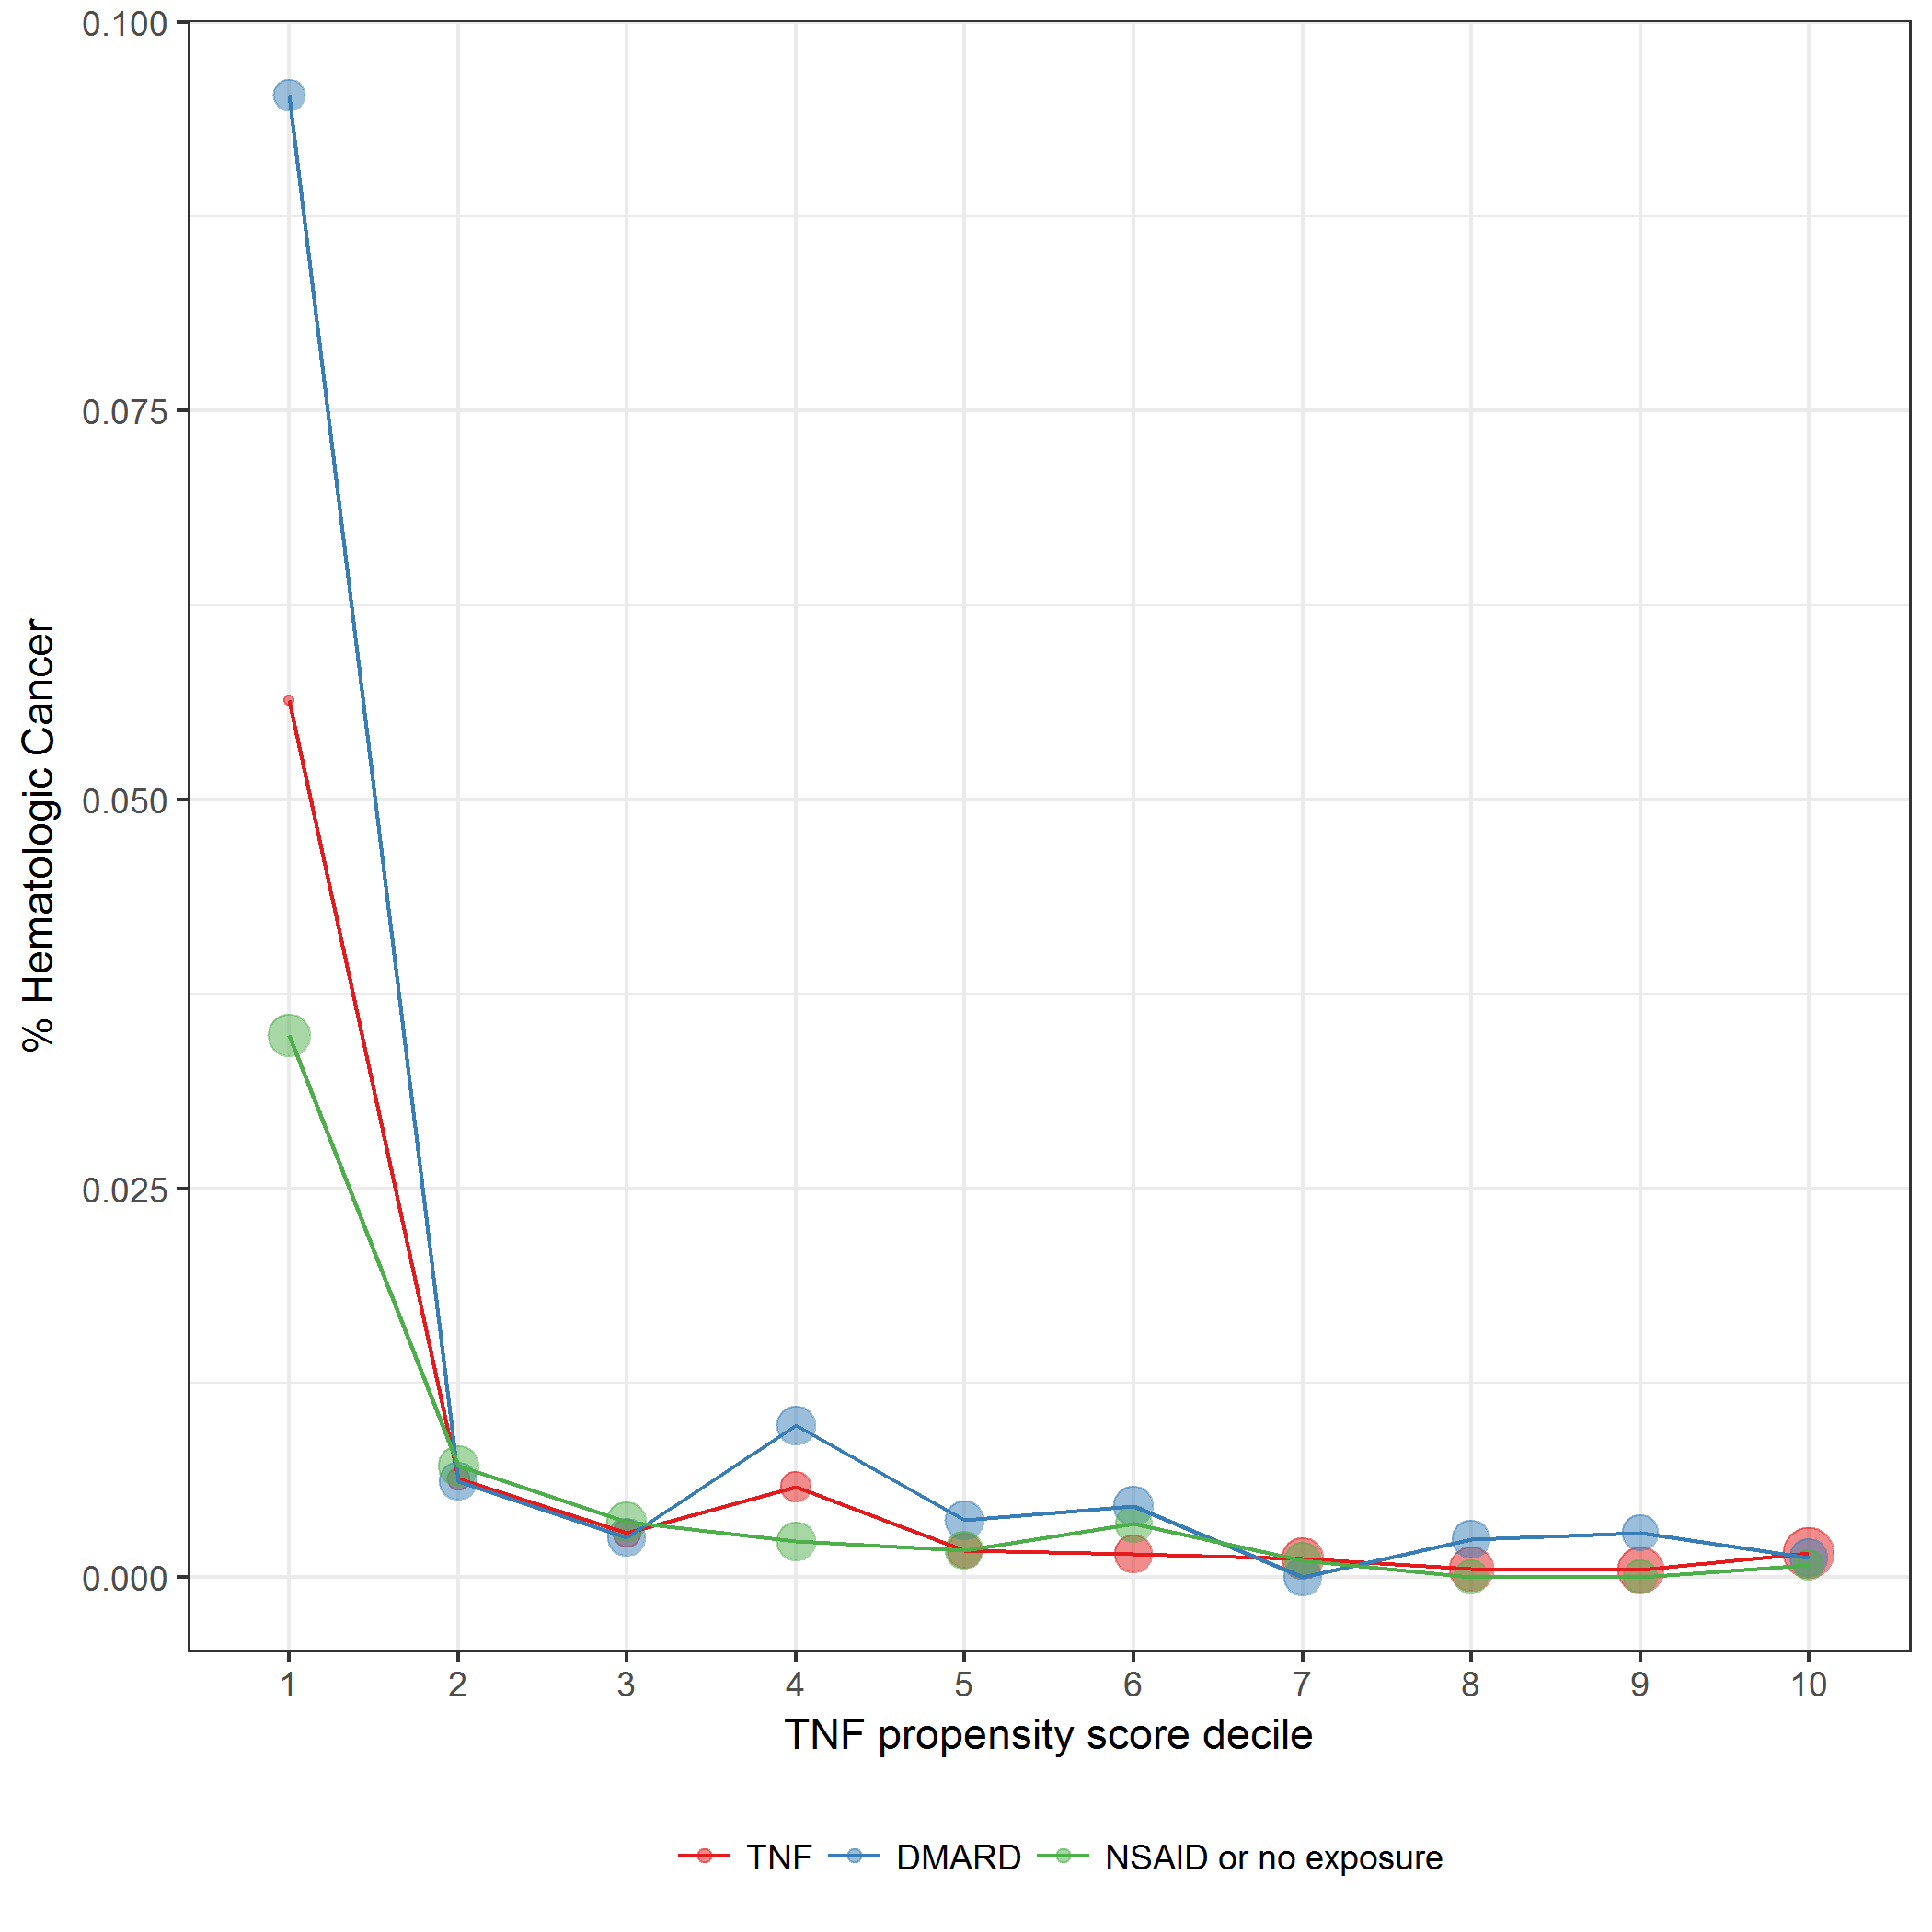 % Hematologic Cancer
0.100
0.075
0.050
0.025
0.000
1 2 3 4 5 6 7 8 9 10
TNF propensity score decile
TNF DMARD NSAID or no exposure